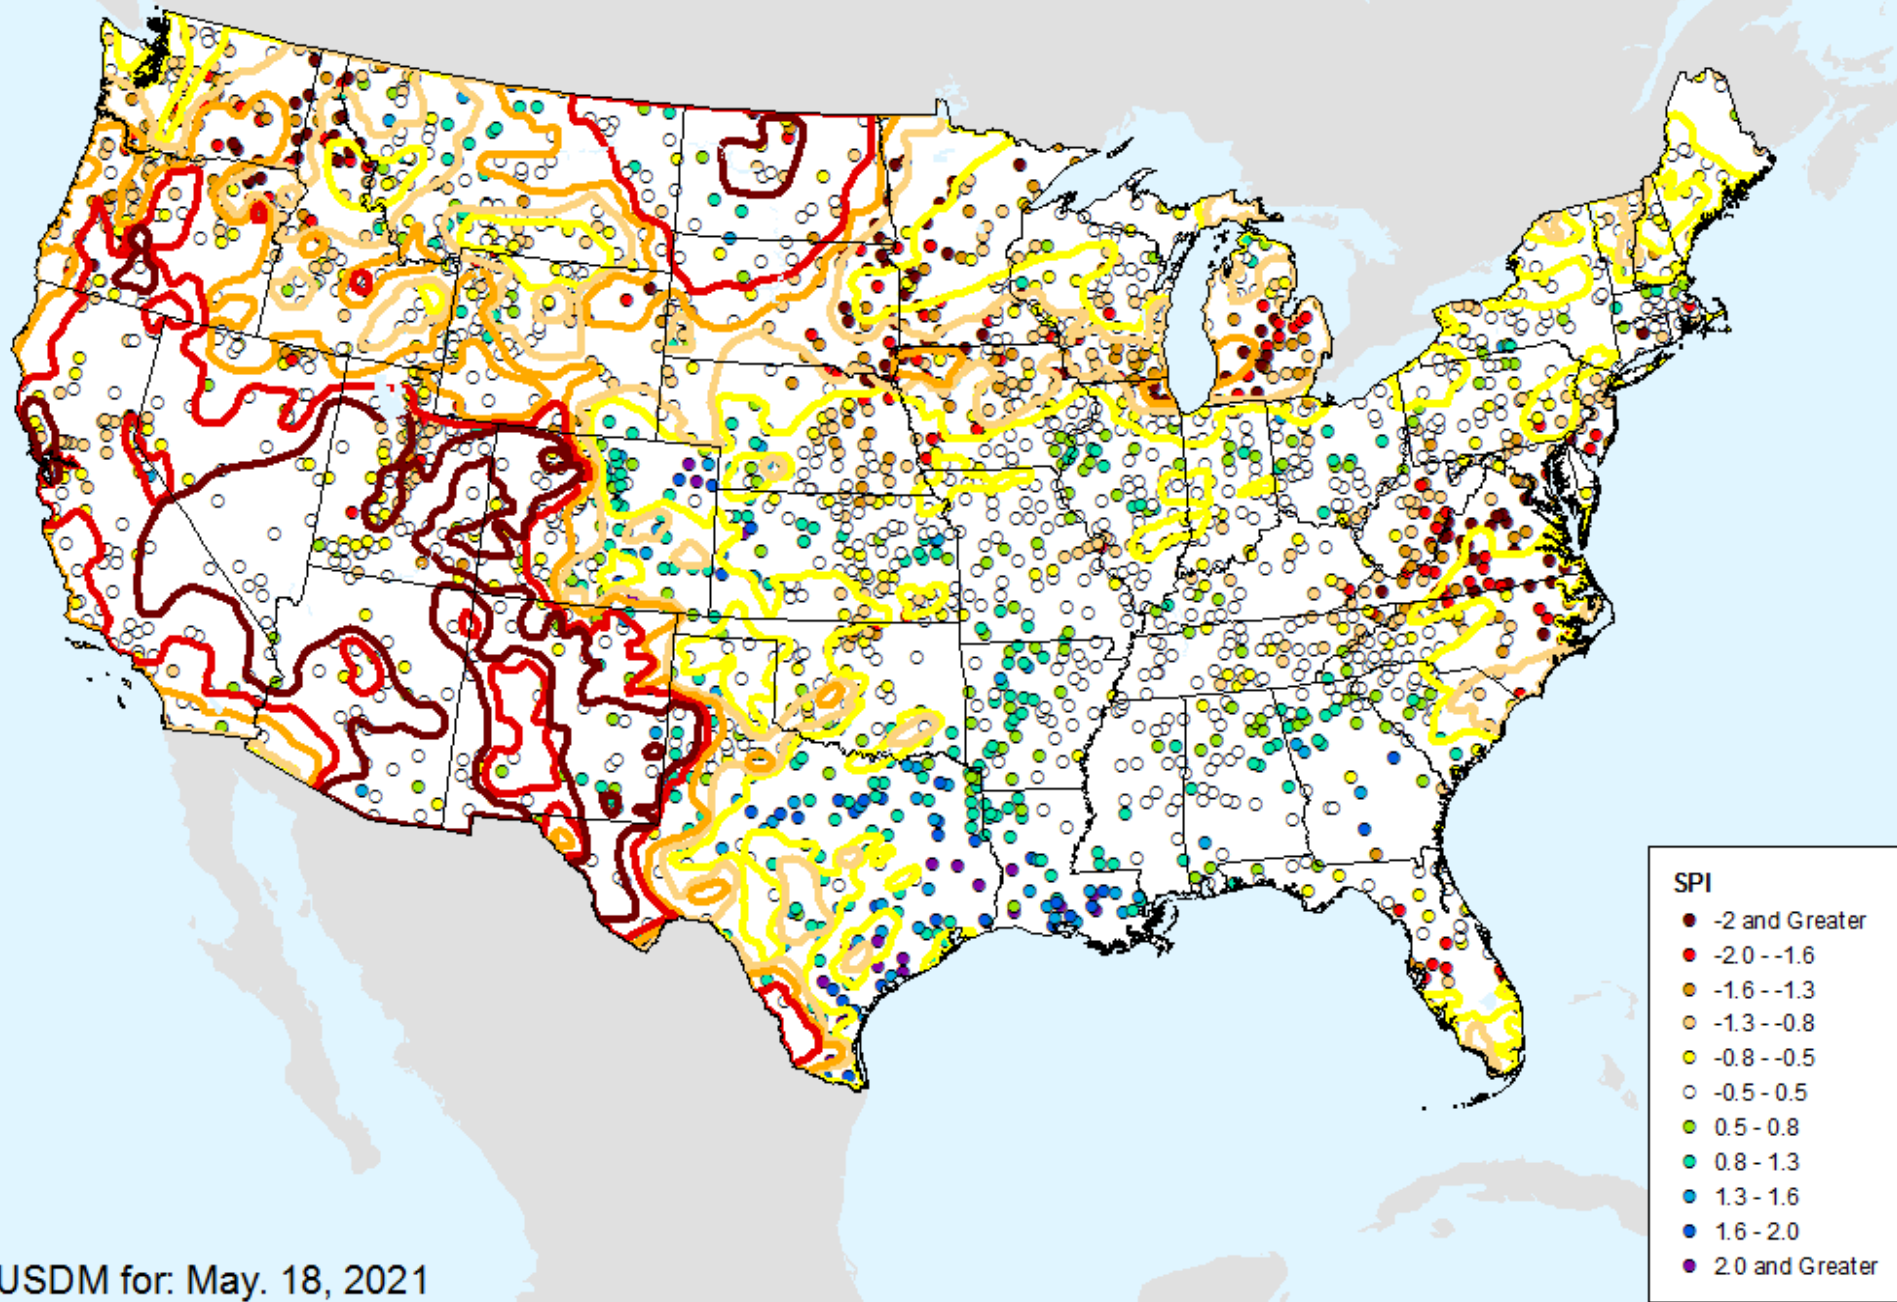 SPI
-2 and Greater
-2.0 - -1.6
-1.6 - -1.3
-1.3 - -0.8
-0.8 - -0.5
-0.5 - 0.5
0.5 - 0.8
0.8 - 1.3
1.3 - 1.6
1.6 - 2.0
2.0 and Greater
USDM for: May. 18, 2021